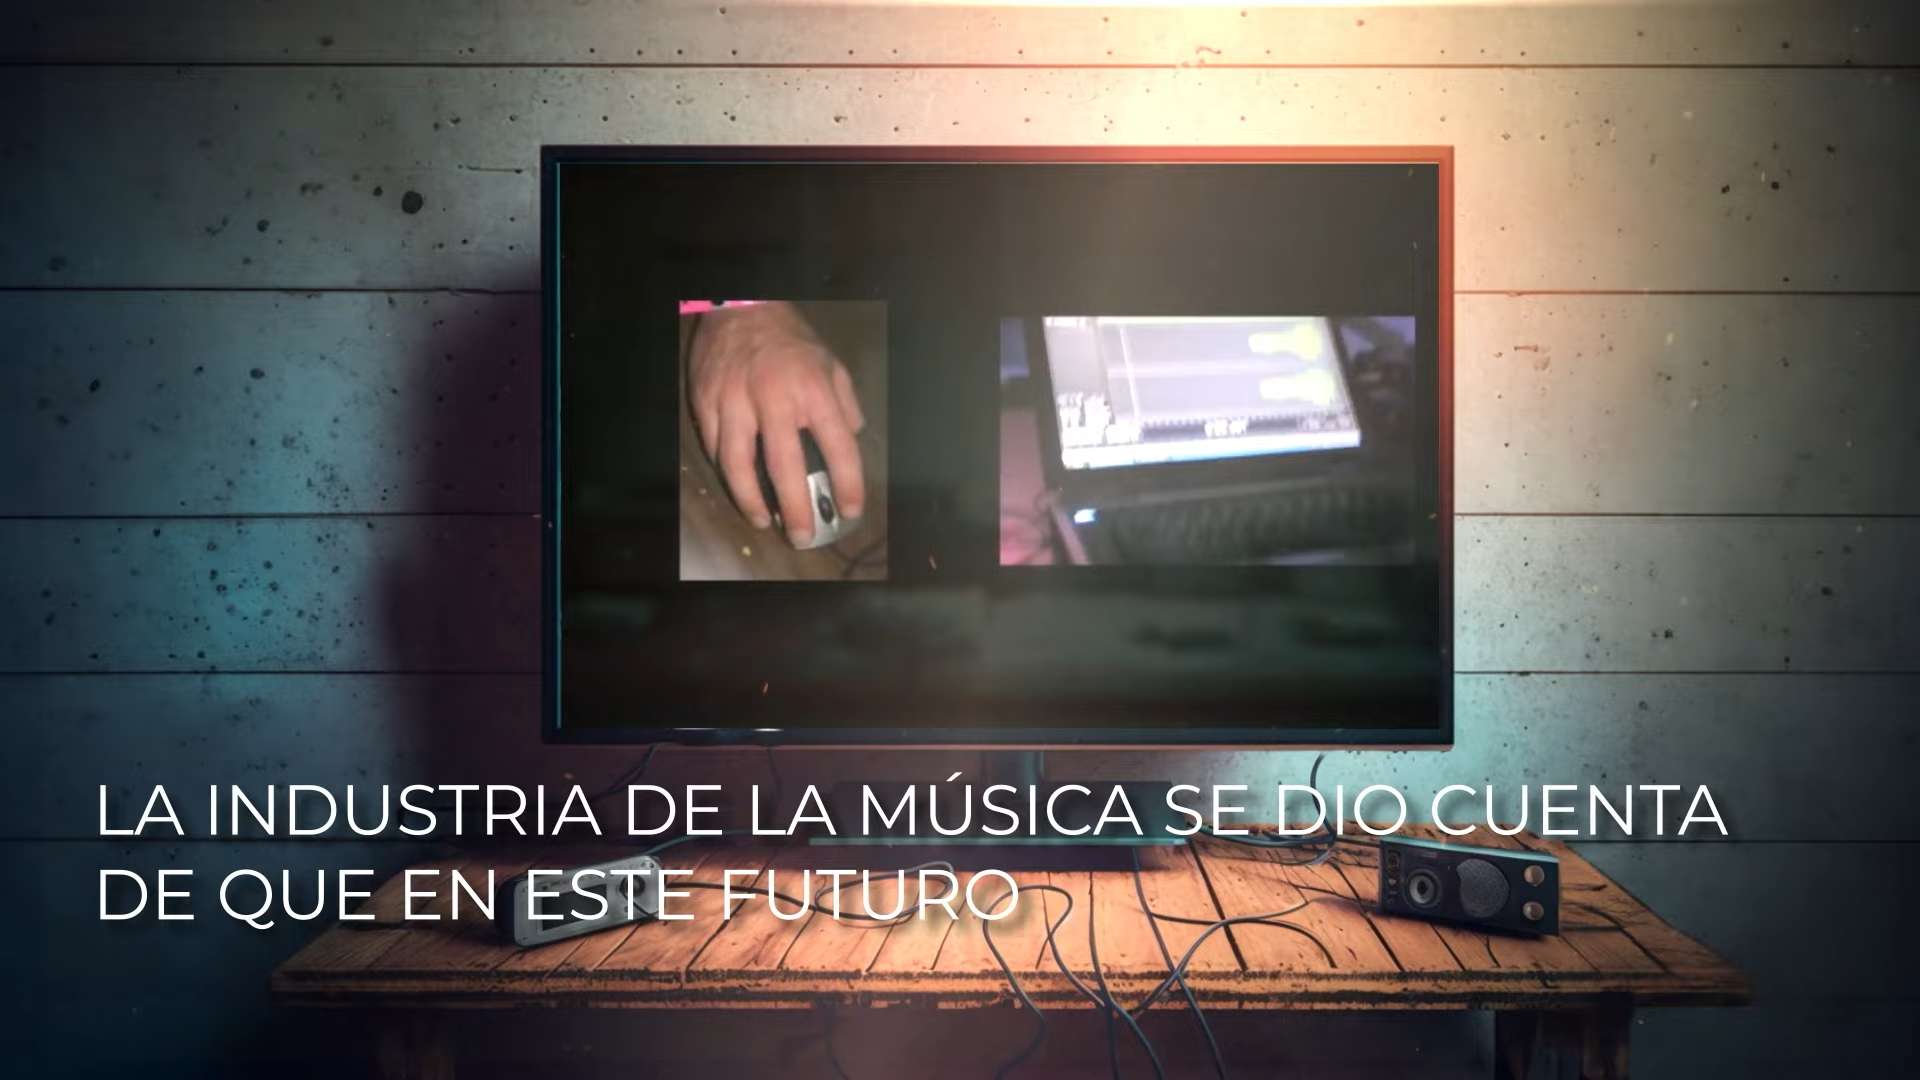 LA INDUSTRIA DE LA MÚSICA SE DIO CUENTA
DE QUE EN ESTE FUTURO